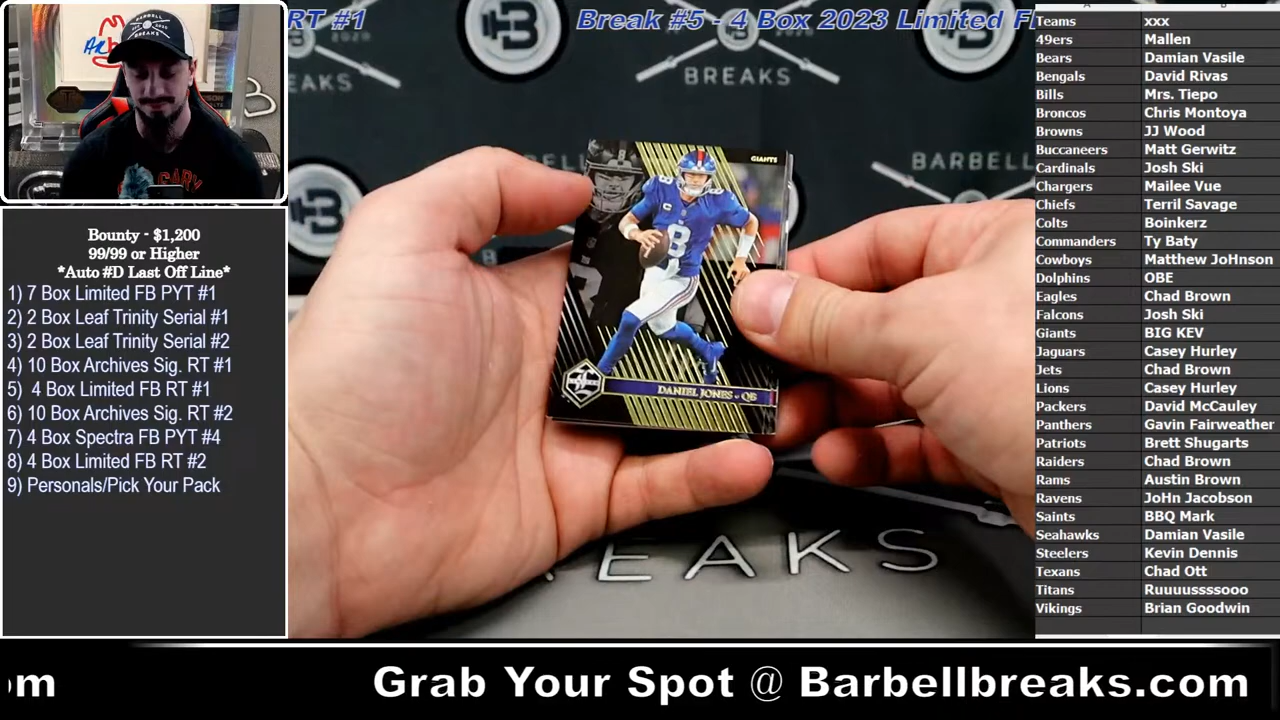 RT #1
Break #5 - 4 Box 2023 Limited F
BARBELL
BREAKS
BREAKS
BARBELL
GIANTS
8
DANIEL JONES - QB
EAKS
Bounty - $1,200
99/99 or Higher
*Auto #D Last Off Line*
1) 7 Box Limited FB PYT #1
2) 2 Box Leaf Trinity Serial #1
3) 2 Box Leaf Trinity Serial #2
4) 10 Box Archives Sig. RT #1
5) 4 Box Limited FB RT #1
6) 10 Box Archives Sig. RT #2
7) 4 Box Spectra FB PYT #4
8) 4 Box Limited FB RT #2
9) Personals/Pick Your Pack
Teams xxx
49ers Mallen
Bears Damian Vasile
Bengals David Rivas
Bills Mrs. Tiepo
Broncos Chris Montoya
Browns JJ Wood
Buccaneers Matt Gerwitz
Cardinals Josh Ski
Chargers Mailee Vue
Chiefs Terril Savage
Colts Boinkerz
Commanders Ty Baty
Cowboys Matthew JoHnson
Dolphins OBE
Eagles Chad Brown
Falcons Josh Ski
Giants BIG KEV
Jaguars Casey Hurley
Jets Chad Brown
Lions Casey Hurley
Packers David McCauley
Panthers Gavin Fairweather
Patriots Brett Shugarts
Raiders Chad Brown
Rams Austin Brown
Ravens JoHn Jacobson
Saints BBQ Mark
Seahawks Damian Vasile
Steelers Kevin Dennis
Texans Chad Ott
Titans Ruuuussssooo
Vikings Brian Goodwin
om
Grab Your Spot @ Barbellbreaks.com